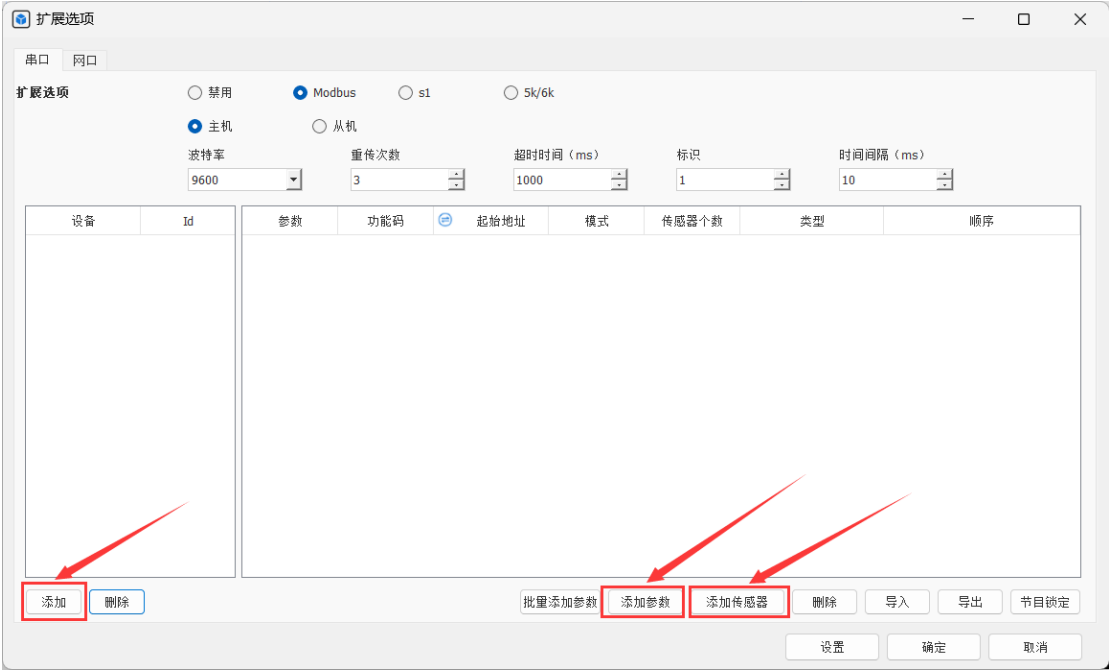 扩展选项
串口 网口
扩展选项 禁用 Modbus s1 5k/6k
主机 从机
波特率 重传次数 超时时间（ms） 标识 时间间隔（ms）
9600 3 1000 1 10
设备 Id 参数 功能码 起始地址 模式 传感器个数 类型 顺序
添加 删除 批量添加参数 添加参数 添加传感器 删除 导入 导出 节目锁定
设置 确定 取消